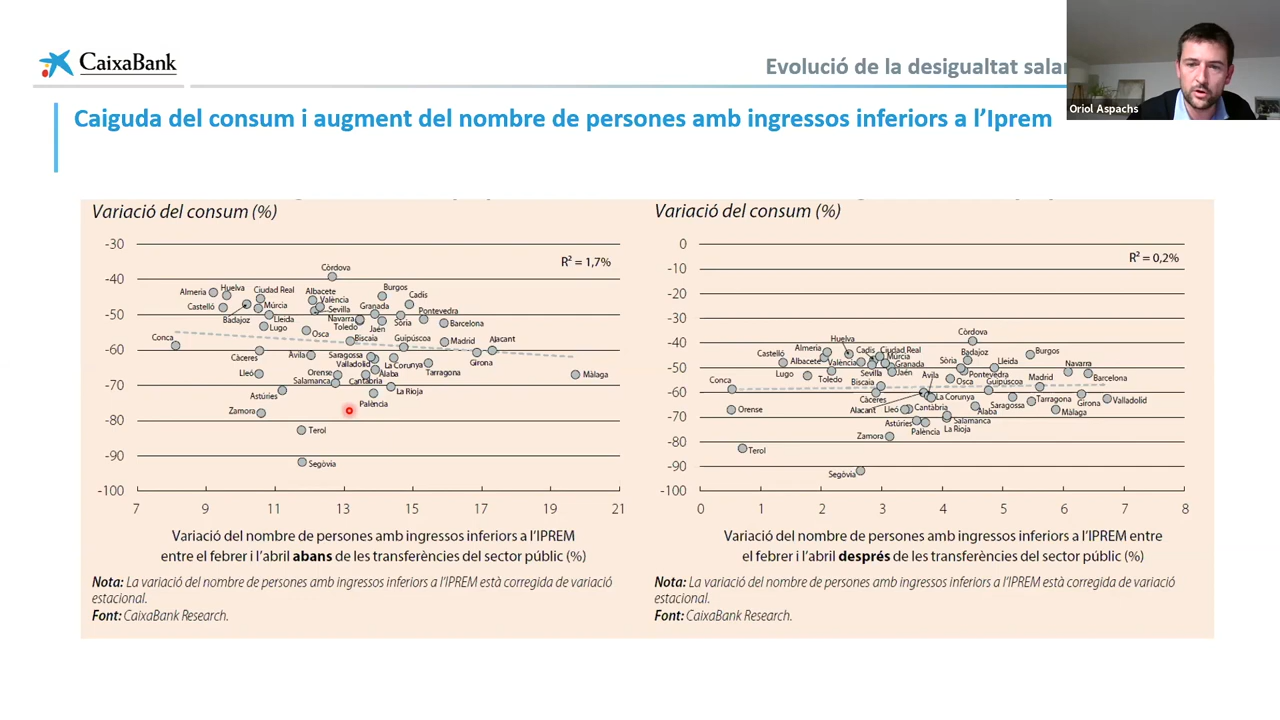 CaixaBank
Evolució de la desigualtat
Oriol Aspachs
Caiguda del consum i augment del nombre de persones amb ingressos inferiors a l’Iprem
Variació del consum (%)
-30
-40
-50
-60
-70
-80
-90
-100
R² = 1,7%
Còrdova
Almeria
Huelva
Ciudad Real
Castelló
Badajoz
Múrcia
Lleida
Lugo
Albacete
València
Sevilla
Osca
Burgos
Cadis
Granada
Navarra
Toledo
Jaén
Sòria
Pontevedra
Barcelona
Conca
Biscaia
Guipúscoa
Madrid
Alacant
Càceres
Àvila
Saragossa
Valladolid
La Corunya
Girona
Lleó
Orense
Salamanca
Cantàbria
Alaba
Tarragona
Màlaga
Astúries
La Rioja
Palència
Zamora
Terol
Segòvia
7 9 11 13 15 17 19 21
Variació del nombre de persones amb ingressos inferiors a l’IPREM
entre el febrer i l’abril abans de les transferències del sector públic (%)
Nota: La variació del nombre de persones amb ingressos inferiors a l’IPREM està corregida de variació
estacional.
Font: CaixaBank Research.
Variació del consum (%)
0
-10
-20
-30
-40
-50
-60
-70
-80
-90
-100
R² = 0,2%
Còrdova
Huelva
Almeria
Castelló
Albacete
València
Cadis
Ciudad Real
Múrcia
Granada
Lugo
Toledo
Sevilla
Jaén
Badajoz
Sòria
Lleida
Burgos
Navarra
Pontevedra
Osca
Guipúscoa
Madrid
Barcelona
Conca
Biscaia
Àvila
Càceres
La Corunya
Orense
Alacant
Lleó
Cantàbria
Alaba
Saragossa
Tarragona
Girona
Valladolid
Màlaga
Astúries
Salamanca
Palència
La Rioja
Zamora
Terol
Segòvia
0 1 2 3 4 5 6 7 8
Variació del nombre de persones amb ingressos inferiors a l’IPREM entre
el febrer i l’abril després de les transferències del sector públic (%)
Nota: La variació del nombre de persones amb ingressos inferiors a l’IPREM està corregida de variació
estacional.
Font: CaixaBank Research.